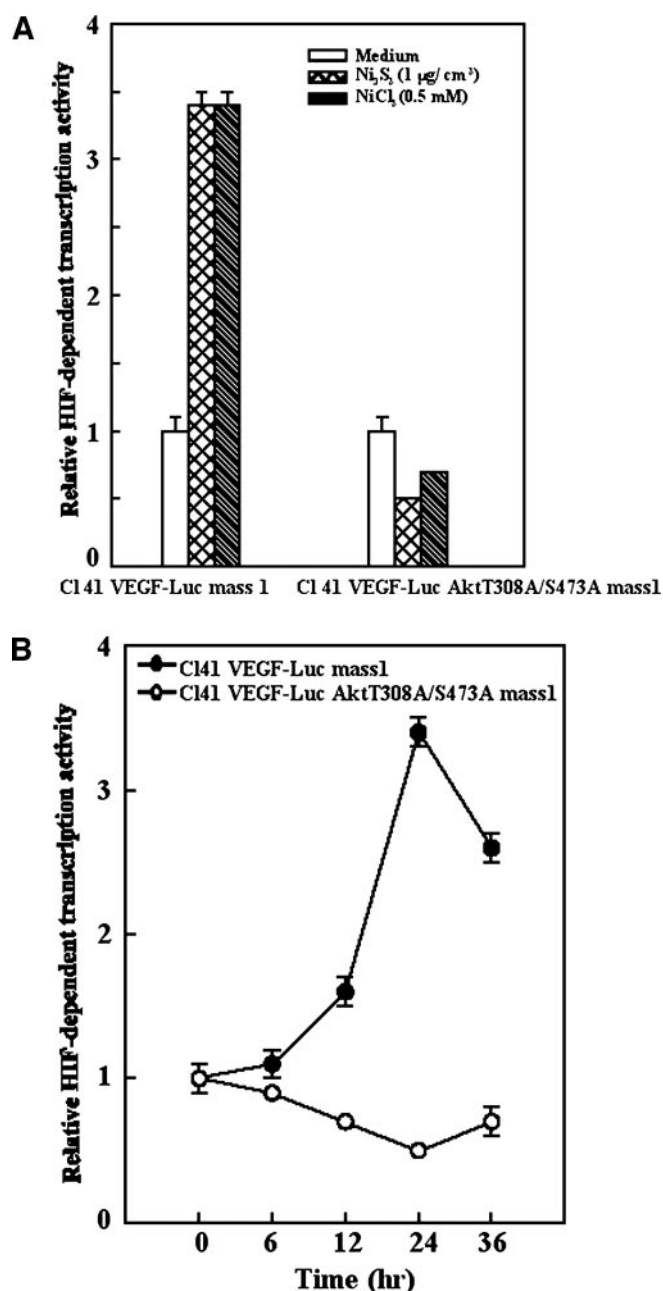 A
4
3
2
1
0
Relative HIF-dependent transcription activity
Medium
Ni₃S₂ (1 µg/cm²)
NiCl₂ (0.5 mM)
Cl 41 VEGF-Luc mass 1
Cl 41 VEGF-Luc AktT308A/S473A mass1
B
4
3
2
1
0
Relative HIF-dependent transcription activity
Cl41 VEGF-Luc mass1
Cl41 VEGF-Luc AktT308A/S473A mass1
0 6 12 24 36
Time (hr)